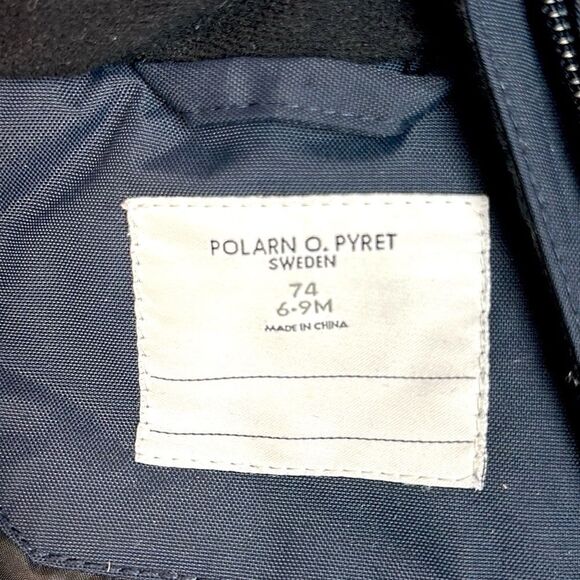 POLARN O. PYRET
SWEDEN
74
6-9M
MADE IN CHINA